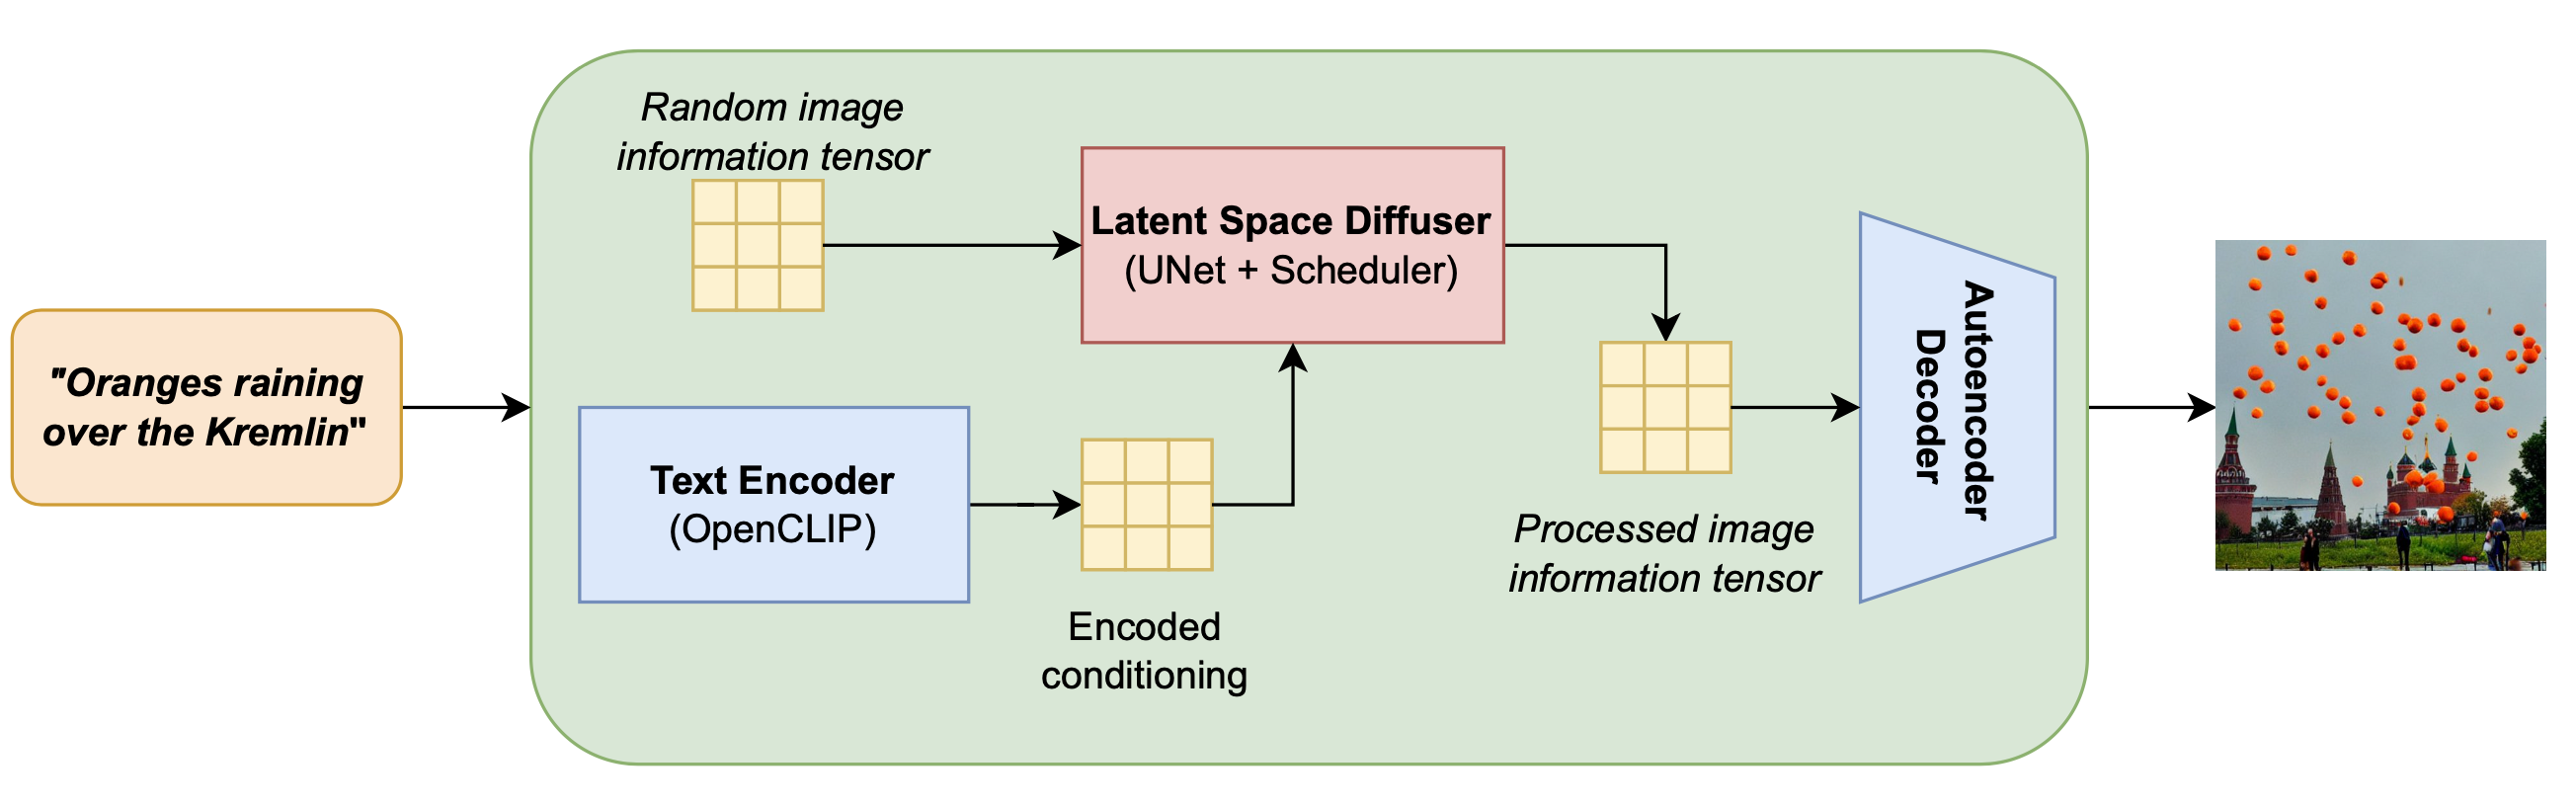 "Oranges raining
over the Kremlin"
Random image
information tensor
Latent Space Diffuser
(UNet + Scheduler)
Text Encoder
(OpenCLIP)
Encoded
conditioning
Processed image
information tensor
Autoencoder
Decoder